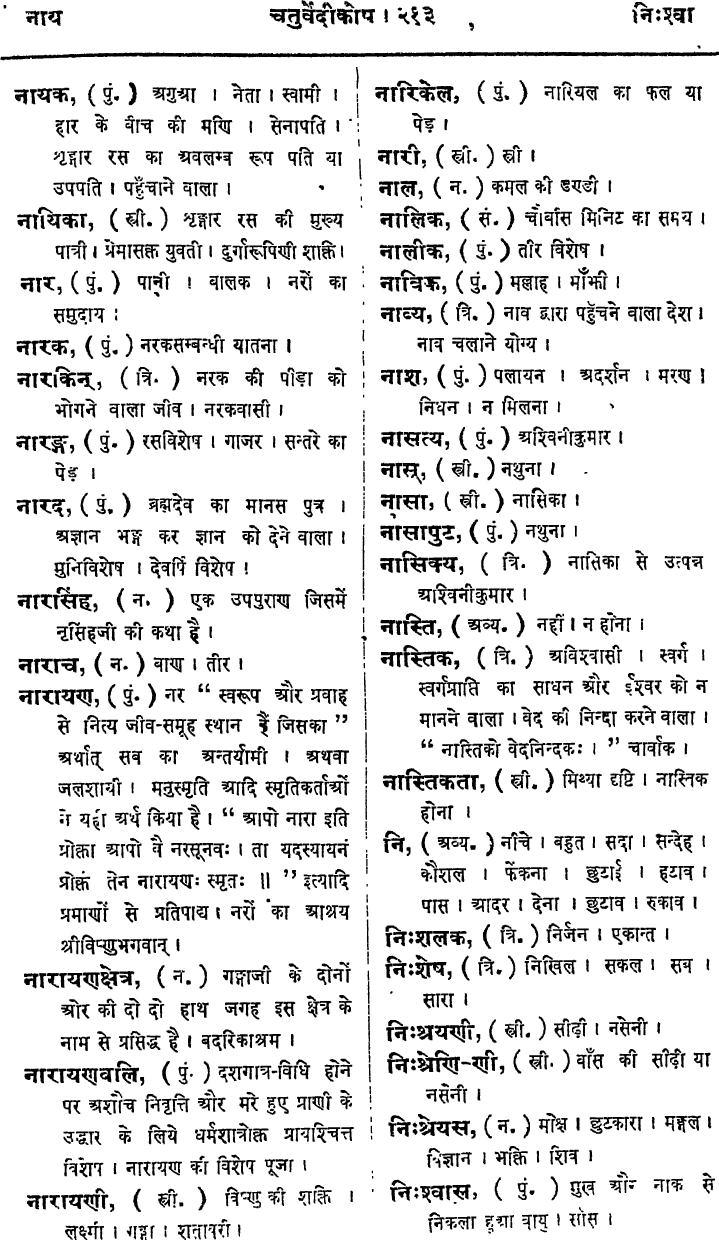 नाय
चतुर्वेदीकोष । २१३
निःश्वा
नायक, ( पुं. ) अगुआ । नेता । स्वामी ।
हार के बीच की मणि । सेनापति ।
शृङ्गार रस का अवलम्ब रूप पति या
उपपति । पहुँचाने वाला ।
नायिका, ( स्त्री. ) शृङ्गार रस की मुख्य
पात्री । प्रेमासक्त युवती । दुर्गारूपिणी शक्ति ।
नार, ( पुं. ) पानी । बालक । नरों का
समुदाय ।
नारक, ( पुं. ) नरकसम्बन्धी यातना ।
नारकिन्, ( त्रि. ) नरक की पीड़ा को
भोगने वाला जीव । नरकवासी ।
नारङ्ग, ( पुं. ) रसविशेष । गाजर । सन्तरे का
पेड़ ।
नारद, ( पुं. ) ब्रह्मदेव का मानस पुत्र ।
अज्ञान भङ्ग कर ज्ञान को देने वाला ।
मुनिविशेष । देवर्षि विशेष ।
नारसिंह, ( न. ) एक उपपुराण जिसमें
नृसिंहजी की कथा है ।
नाराच, ( न. ) बाण । तीर ।
नारायण, ( पुं. ) नर “ स्वरूप और प्रवाह
से नित्य जीव-समूह स्थान हैं जिसका ”
अर्थात् सब का अन्तर्यामी । अथवा
जलशायी । मनुस्मृति आदि स्मृतिकर्ताओं
ने यही अर्थ किया है । “ आपो नारा इति
प्रोक्ता आपो वै नरसूनवः । ता यदस्यायनं
प्रोक्तं तेन नारायणः स्मृतः ॥ ” इत्यादि
प्रमाणों से प्रतिपाद्य । नरों का आश्रय
श्रीविष्णुभगवान् ।
नारायणक्षेत्र, ( न. ) गङ्गाजी के दोनों
ओर की दो दो हाथ जगह इस क्षेत्र के
नाम से प्रसिद्ध है । बदरिकाश्रम ।
नारायणबलि, ( पुं. ) दशगात्र-विधि होने
पर अशौच निवृत्ति और मरे हुए प्राणी के
उद्धार के लिये धर्मशास्त्रोक्त प्रायश्चित्त
विशेष । नारायण की विशेष पूजा ।
नारायणी, ( स्त्री. ) विष्णु की शक्ति ।
लक्ष्मी । गङ्गा । शतावरी ।
नारिकेल, ( पुं. ) नारियल का फल या
पेड़ ।
नारी, ( स्त्री. ) स्त्री ।
नाल, ( न. ) कमल की डण्डी ।
नालिक, ( सं. ) चौबीस मिनिट का समय ।
नालीक, ( पुं. ) तीर विशेष ।
नाविक, ( पुं. ) मल्लाह । माँझी ।
नाव्य, ( त्रि. ) नाव द्वारा पहुँचने वाला देश ।
नाव चलाने योग्य ।
नाश, ( पुं. ) पलायन । अदर्शन । मरण ।
निधन । न मिलना ।
नासत्य, ( पुं. ) अश्विनीकुमार ।
नास्, ( स्त्री. ) नथुना ।
नासा, ( स्त्री. ) नासिका ।
नासापुट, ( पुं. ) नथुना ।
नासिक्य, ( त्रि. ) नासिका से उत्पन्न
अश्विनीकुमार ।
नास्ति, ( अव्य. ) नहीं । न होना ।
नास्तिक, ( त्रि. ) अविश्वासी । स्वर्ग ।
स्वर्गप्राप्ति का साधन और ईश्वर को न
मानने वाला । वेद की निन्दा करने वाला ।
“ नास्तिको वेदनिन्दकः । ” चार्वाक ।
नास्तिकता, ( स्त्री. ) मिथ्या दृष्टि । नास्तिक
होना ।
नि, ( अव्य. ) नीचे । बहुत । सदा । सन्देह ।
कौशल । फेंकना । छुटाई । हटाव ।
पास । आदर । देना । छुटाव । रुकाव ।
निःशलक, ( त्रि. ) निर्जन । एकान्त ।
निःशेष, ( त्रि. ) निखिल । सकल । सब ।
सारा ।
निःश्रयणी, ( स्त्री. ) सीढ़ी । नसेनी ।
निःश्रेणि-णी, ( स्त्री. ) बाँस की सीढ़ी या
नसेनी ।
निःश्रेयस, ( न. ) मोक्ष । छुटकारा । मङ्गल ।
विज्ञान । भक्ति । शिव ।
निःश्वास, ( पुं. ) मुख और नाक से
निकला हुआ वायु । साँस ।